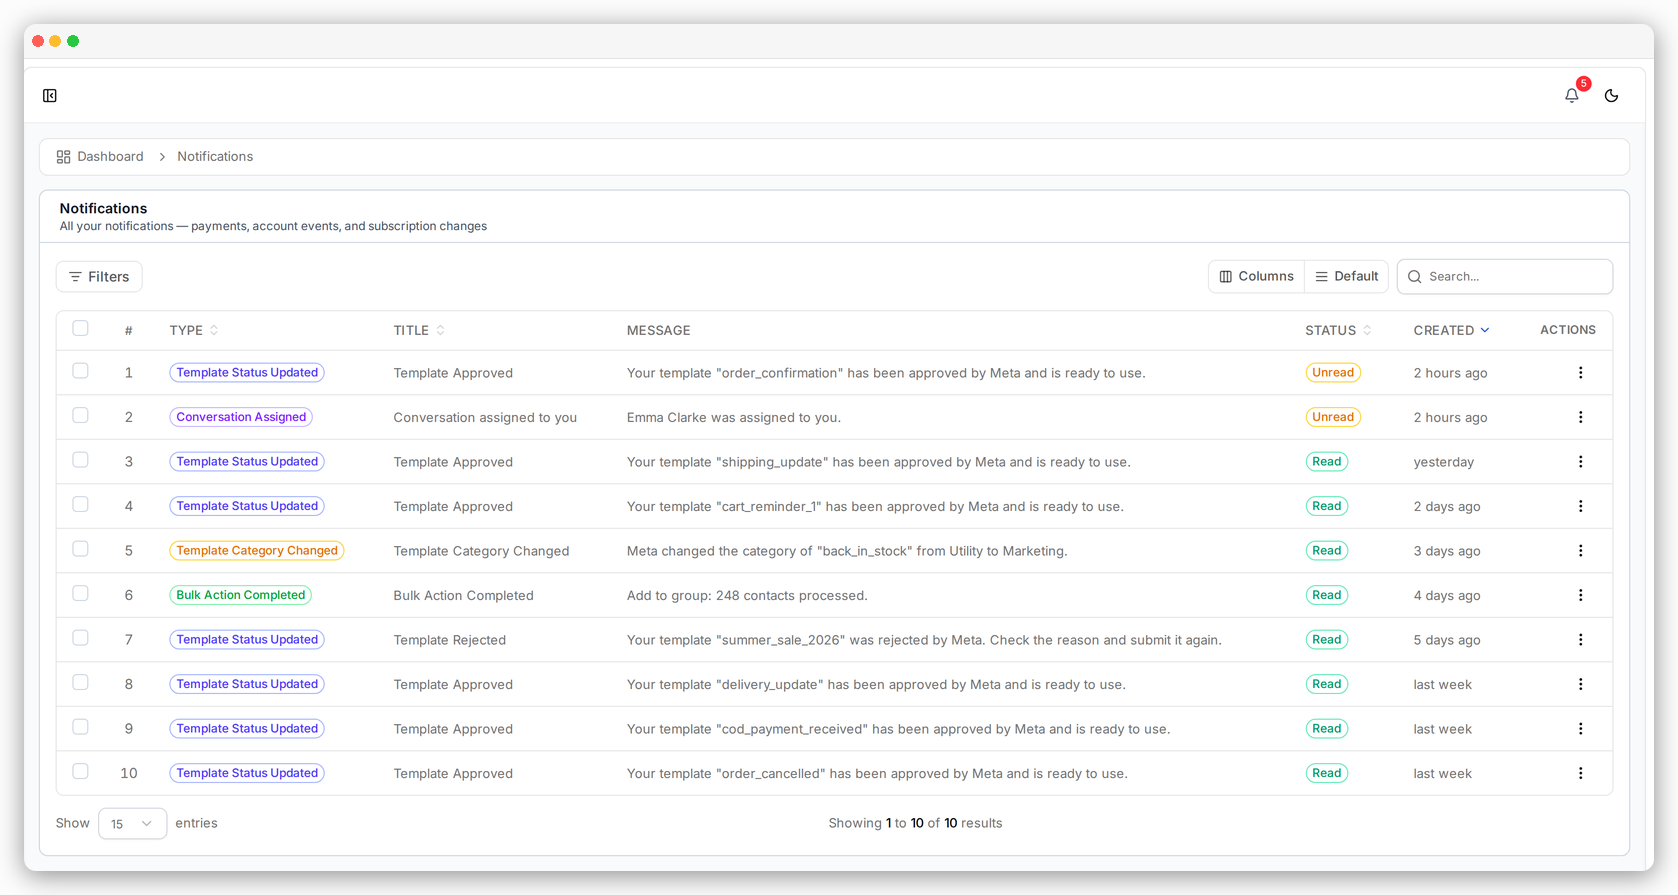 5
Dashboard > Notifications
Notifications
All your notifications — payments, account events, and subscription changes
Filters
Columns Default Search...
# TYPE TITLE MESSAGE STATUS CREATED ACTIONS
1 Template Status Updated Template Approved Your template "order_confirmation" has been approved by Meta and is ready to use. Unread 2 hours ago
2 Conversation Assigned Conversation assigned to you Emma Clarke was assigned to you. Unread 2 hours ago
3 Template Status Updated Template Approved Your template "shipping_update" has been approved by Meta and is ready to use. Read yesterday
4 Template Status Updated Template Approved Your template "cart_reminder_1" has been approved by Meta and is ready to use. Read 2 days ago
5 Template Category Changed Template Category Changed Meta changed the category of "back_in_stock" from Utility to Marketing. Read 3 days ago
6 Bulk Action Completed Bulk Action Completed Add to group: 248 contacts processed. Read 4 days ago
7 Template Status Updated Template Rejected Your template "summer_sale_2026" was rejected by Meta. Check the reason and submit it again. Read 5 days ago
8 Template Status Updated Template Approved Your template "delivery_update" has been approved by Meta and is ready to use. Read last week
9 Template Status Updated Template Approved Your template "cod_payment_received" has been approved by Meta and is ready to use. Read last week
10 Template Status Updated Template Approved Your template "order_cancelled" has been approved by Meta and is ready to use. Read last week
Show 15 entries Showing 1 to 10 of 10 results